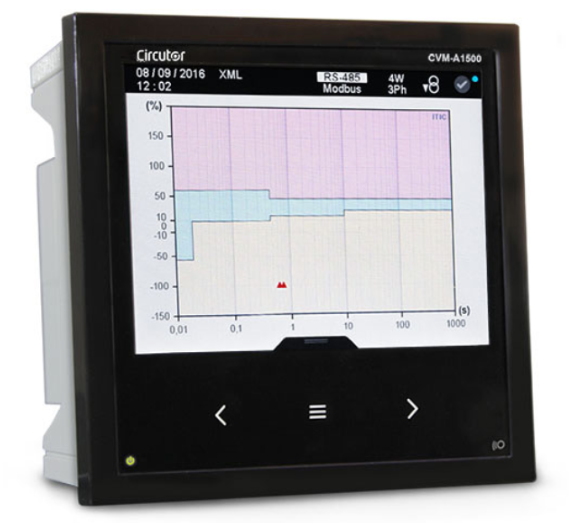 Circutor
CVM-A1500
08 / 09 / 2016 XML
12 : 02
RS-485
Modbus
4W
3Ph
(%)
ITIC
150
100
50
10
0
-10
-50
-100
-150
(s)
0,01 0,1 1 10 100 1000